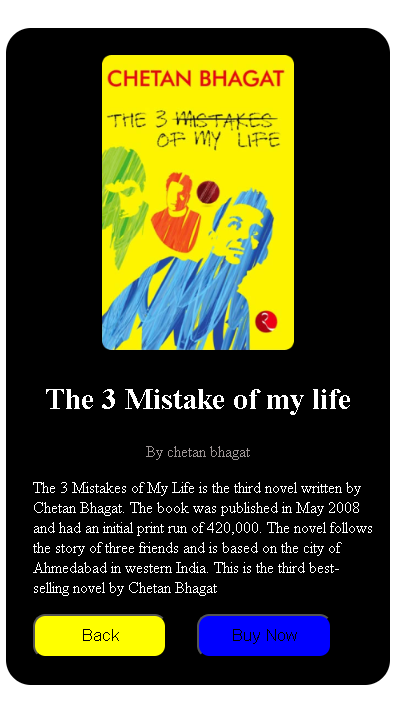 CHETAN BHAGAT
THE 3 MISTAKES
OF MY LIFE
The 3 Mistake of my life
By chetan bhagat
The 3 Mistakes of My Life is the third novel written by
Chetan Bhagat. The book was published in May 2008
and had an initial print run of 420,000. The novel follows
the story of three friends and is based on the city of
Ahmedabad in western India. This is the third best-
selling novel by Chetan Bhagat
Back
Buy Now